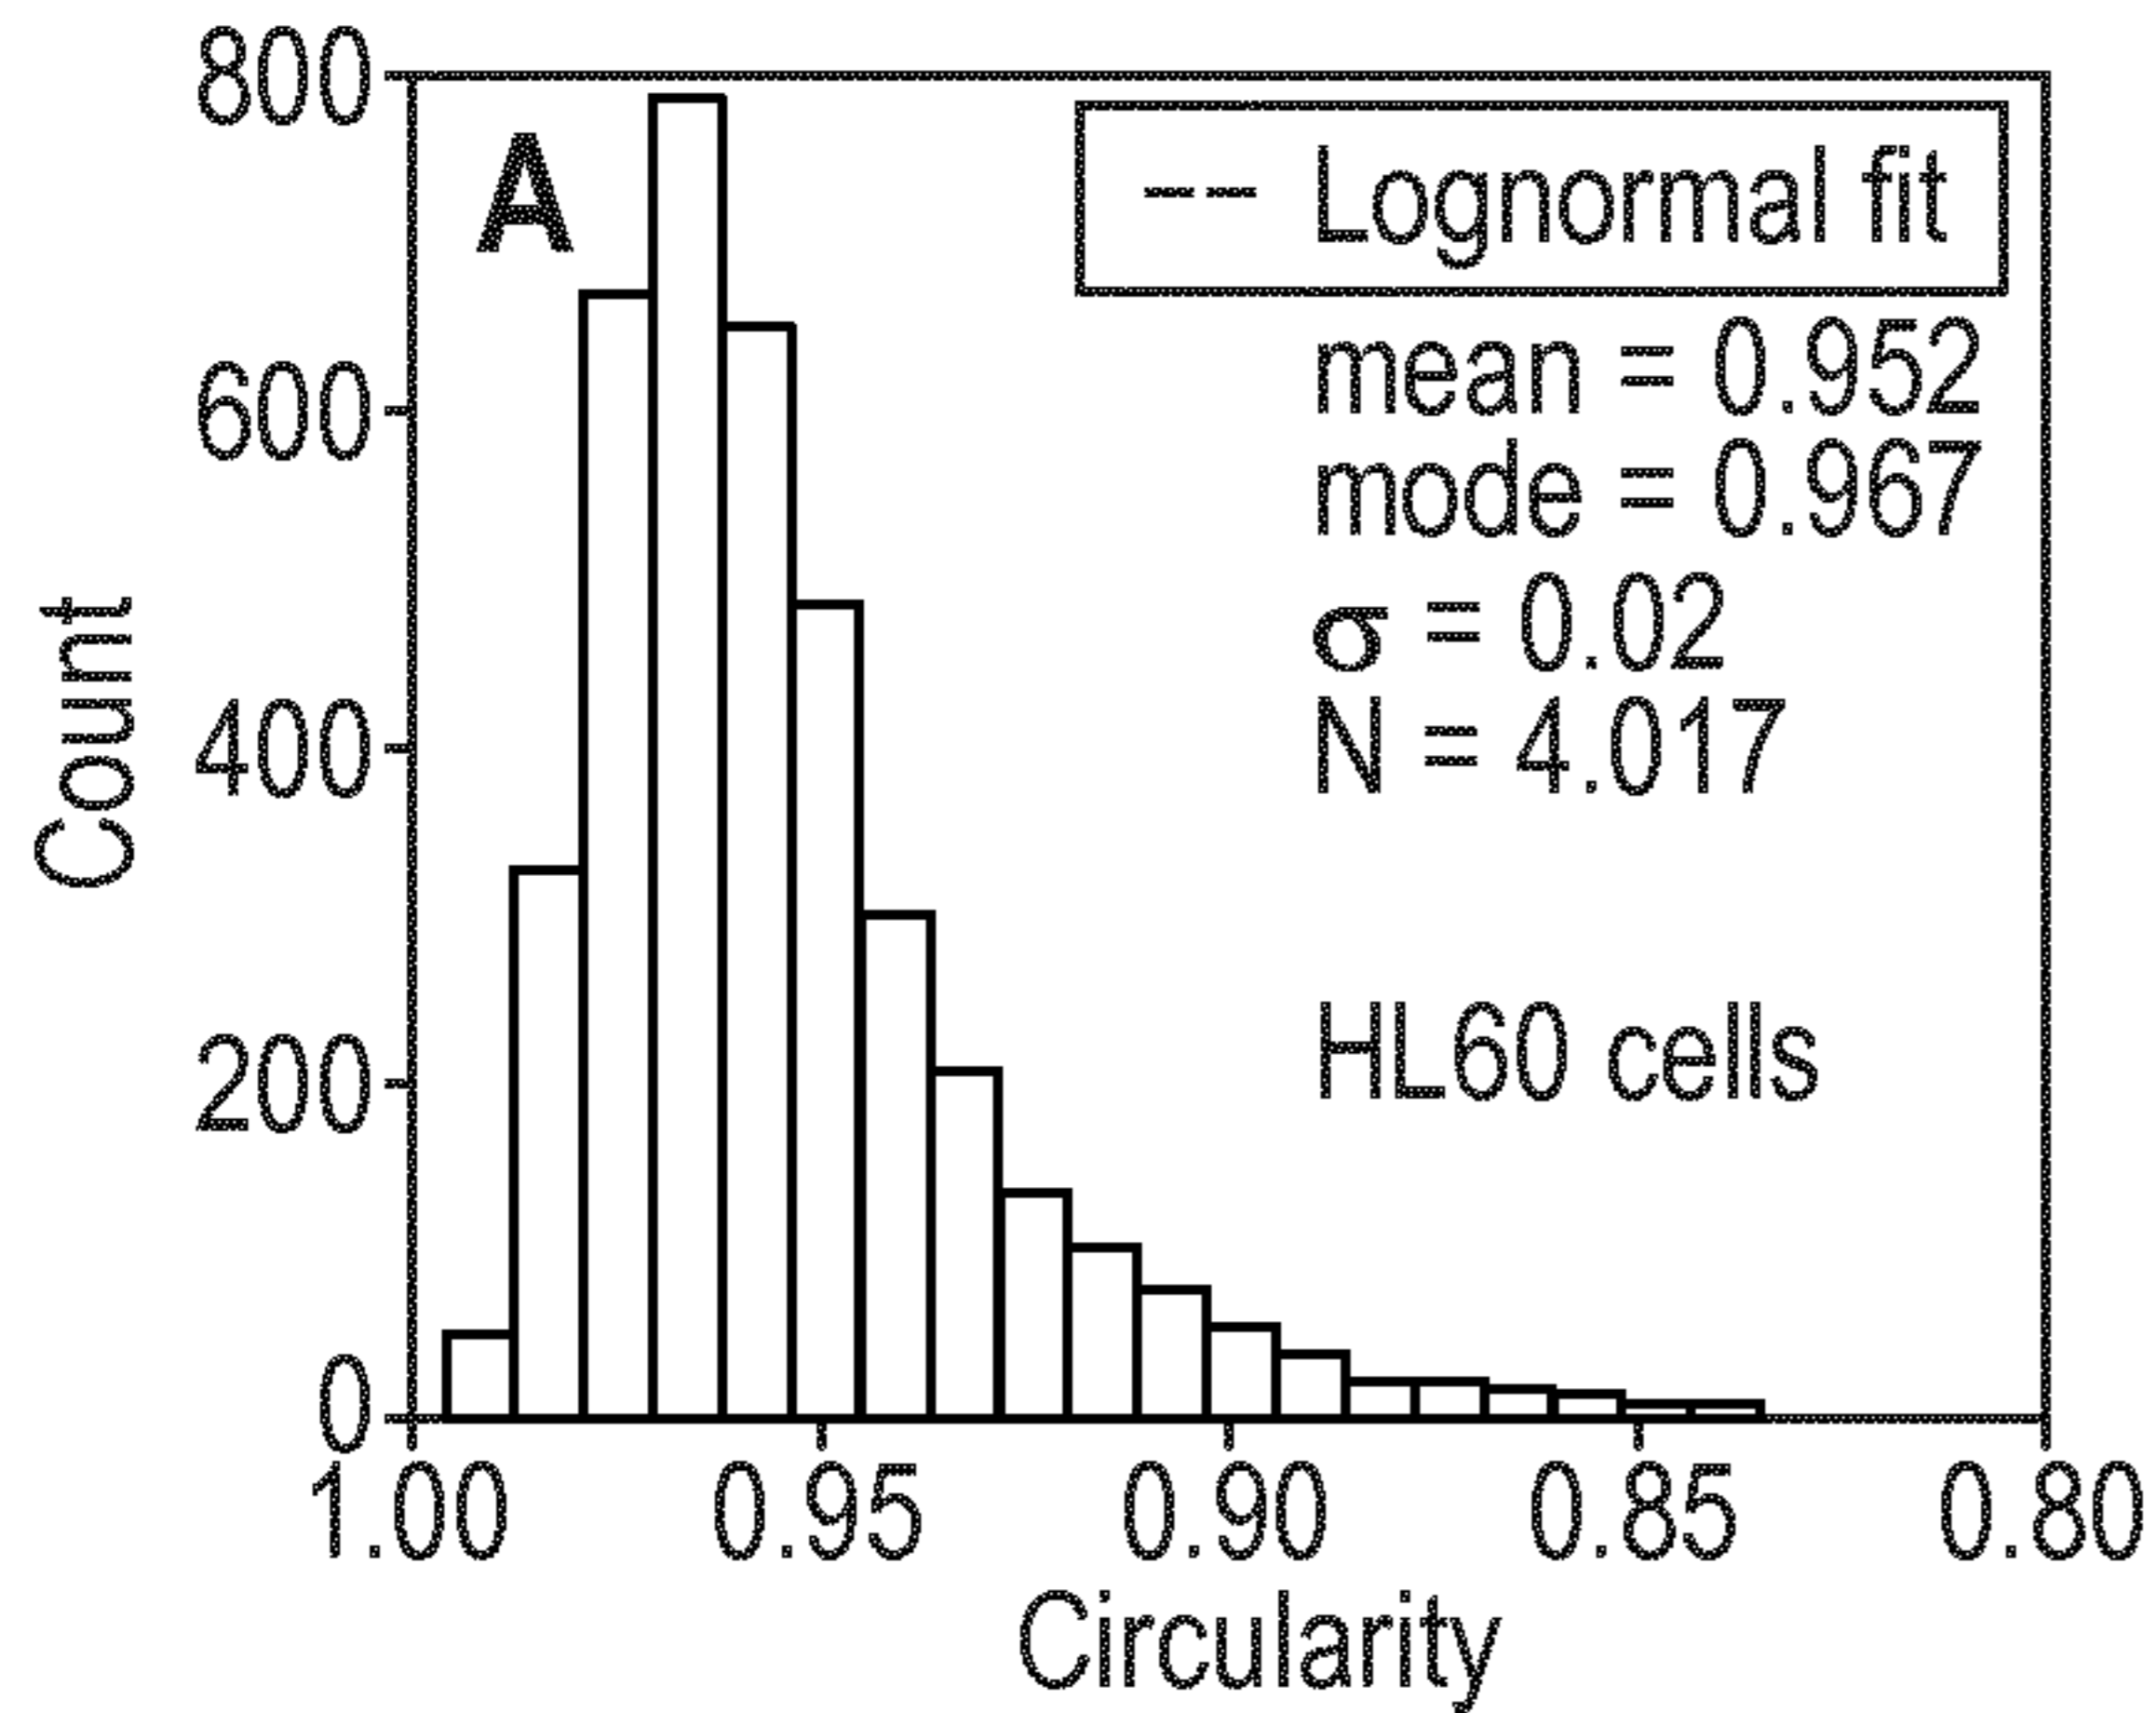 800
600
400
200
0
Count
A
-- Lognormal fit
mean = 0.952
mode = 0.967
σ = 0.02
N = 4.017
HL60 cells
1.00 0.95 0.90 0.85 0.80
Circularity